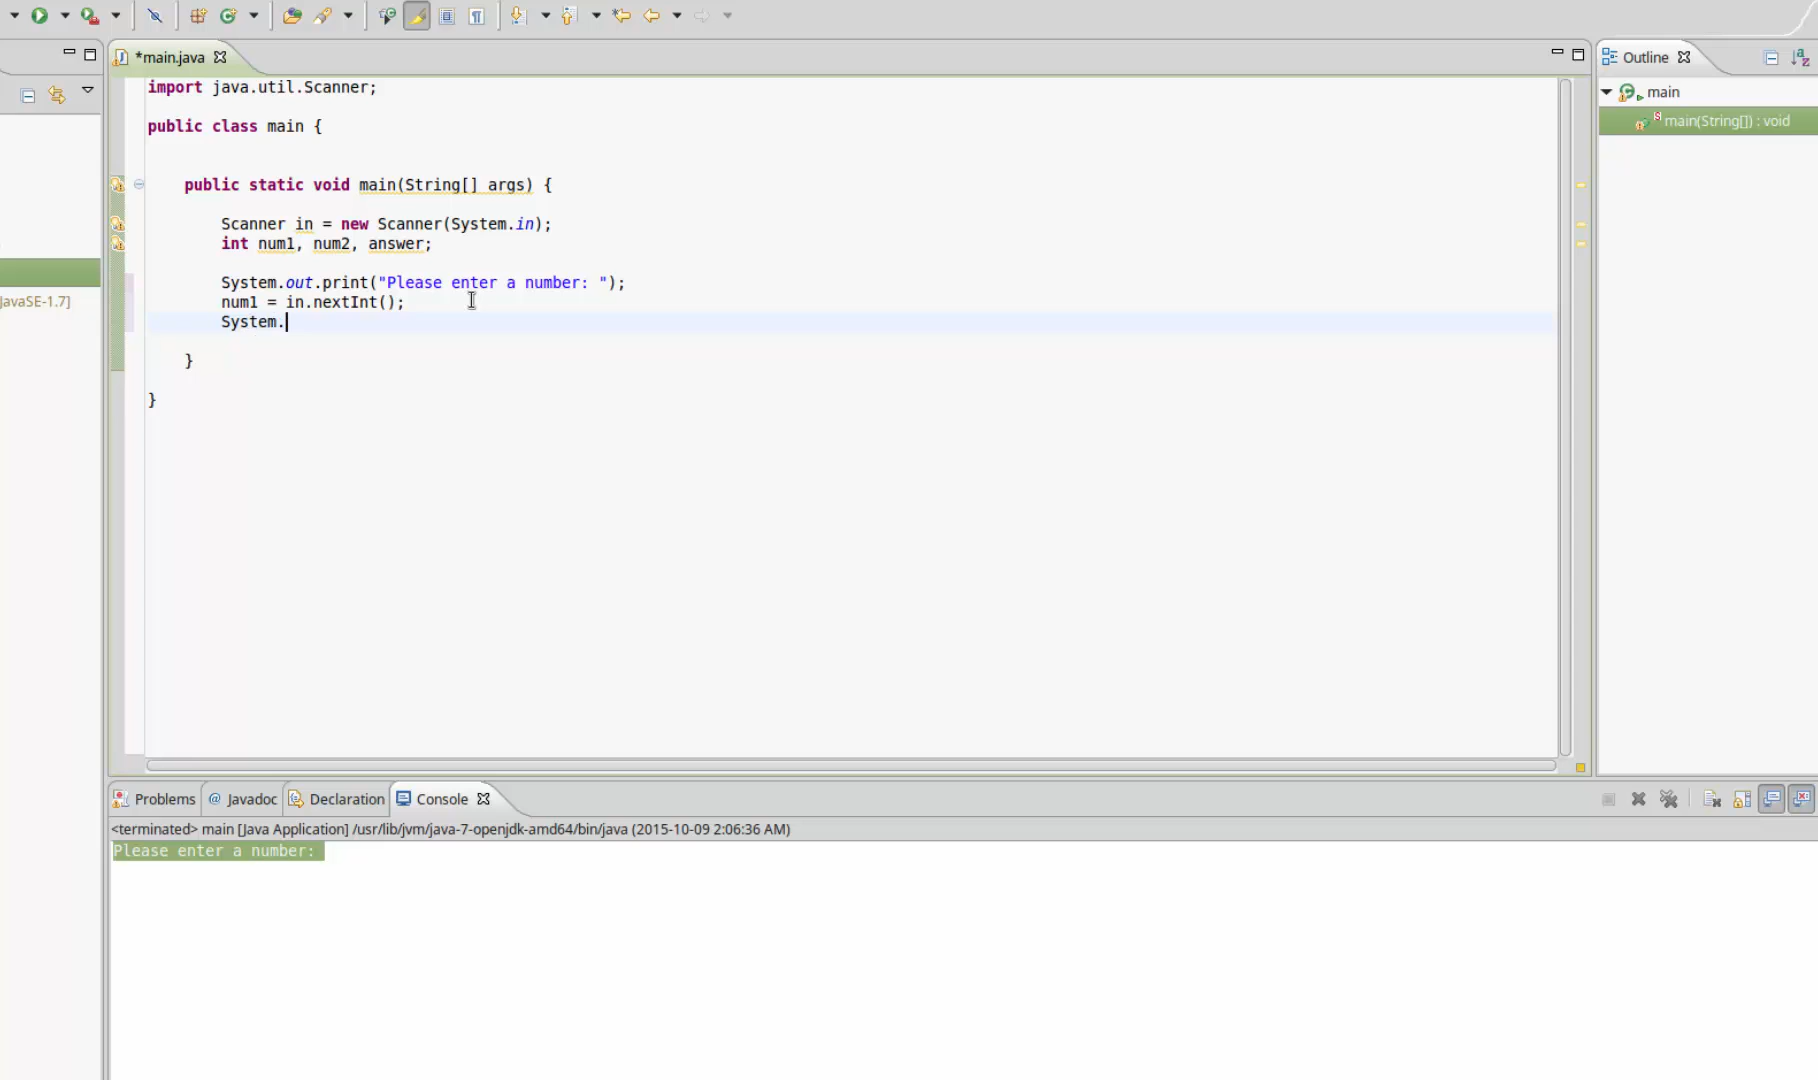 *main.java
Outline
import java.util.Scanner;
main
public class main {
main(String[]) : void
public static void main(String[] args) {
Scanner in = new Scanner(System.in);
int num1, num2, answer;
System.out.print("Please enter a number: ");
JavaSE-1.7]
num1 = in.nextInt();
System.
}
}
Problems
Javadoc
Declaration
Console
<terminated> main [Java Application] /usr/lib/jvm/java-7-openjdk-amd64/bin/java (2015-10-09 2:06:36 AM)
Please enter a number: